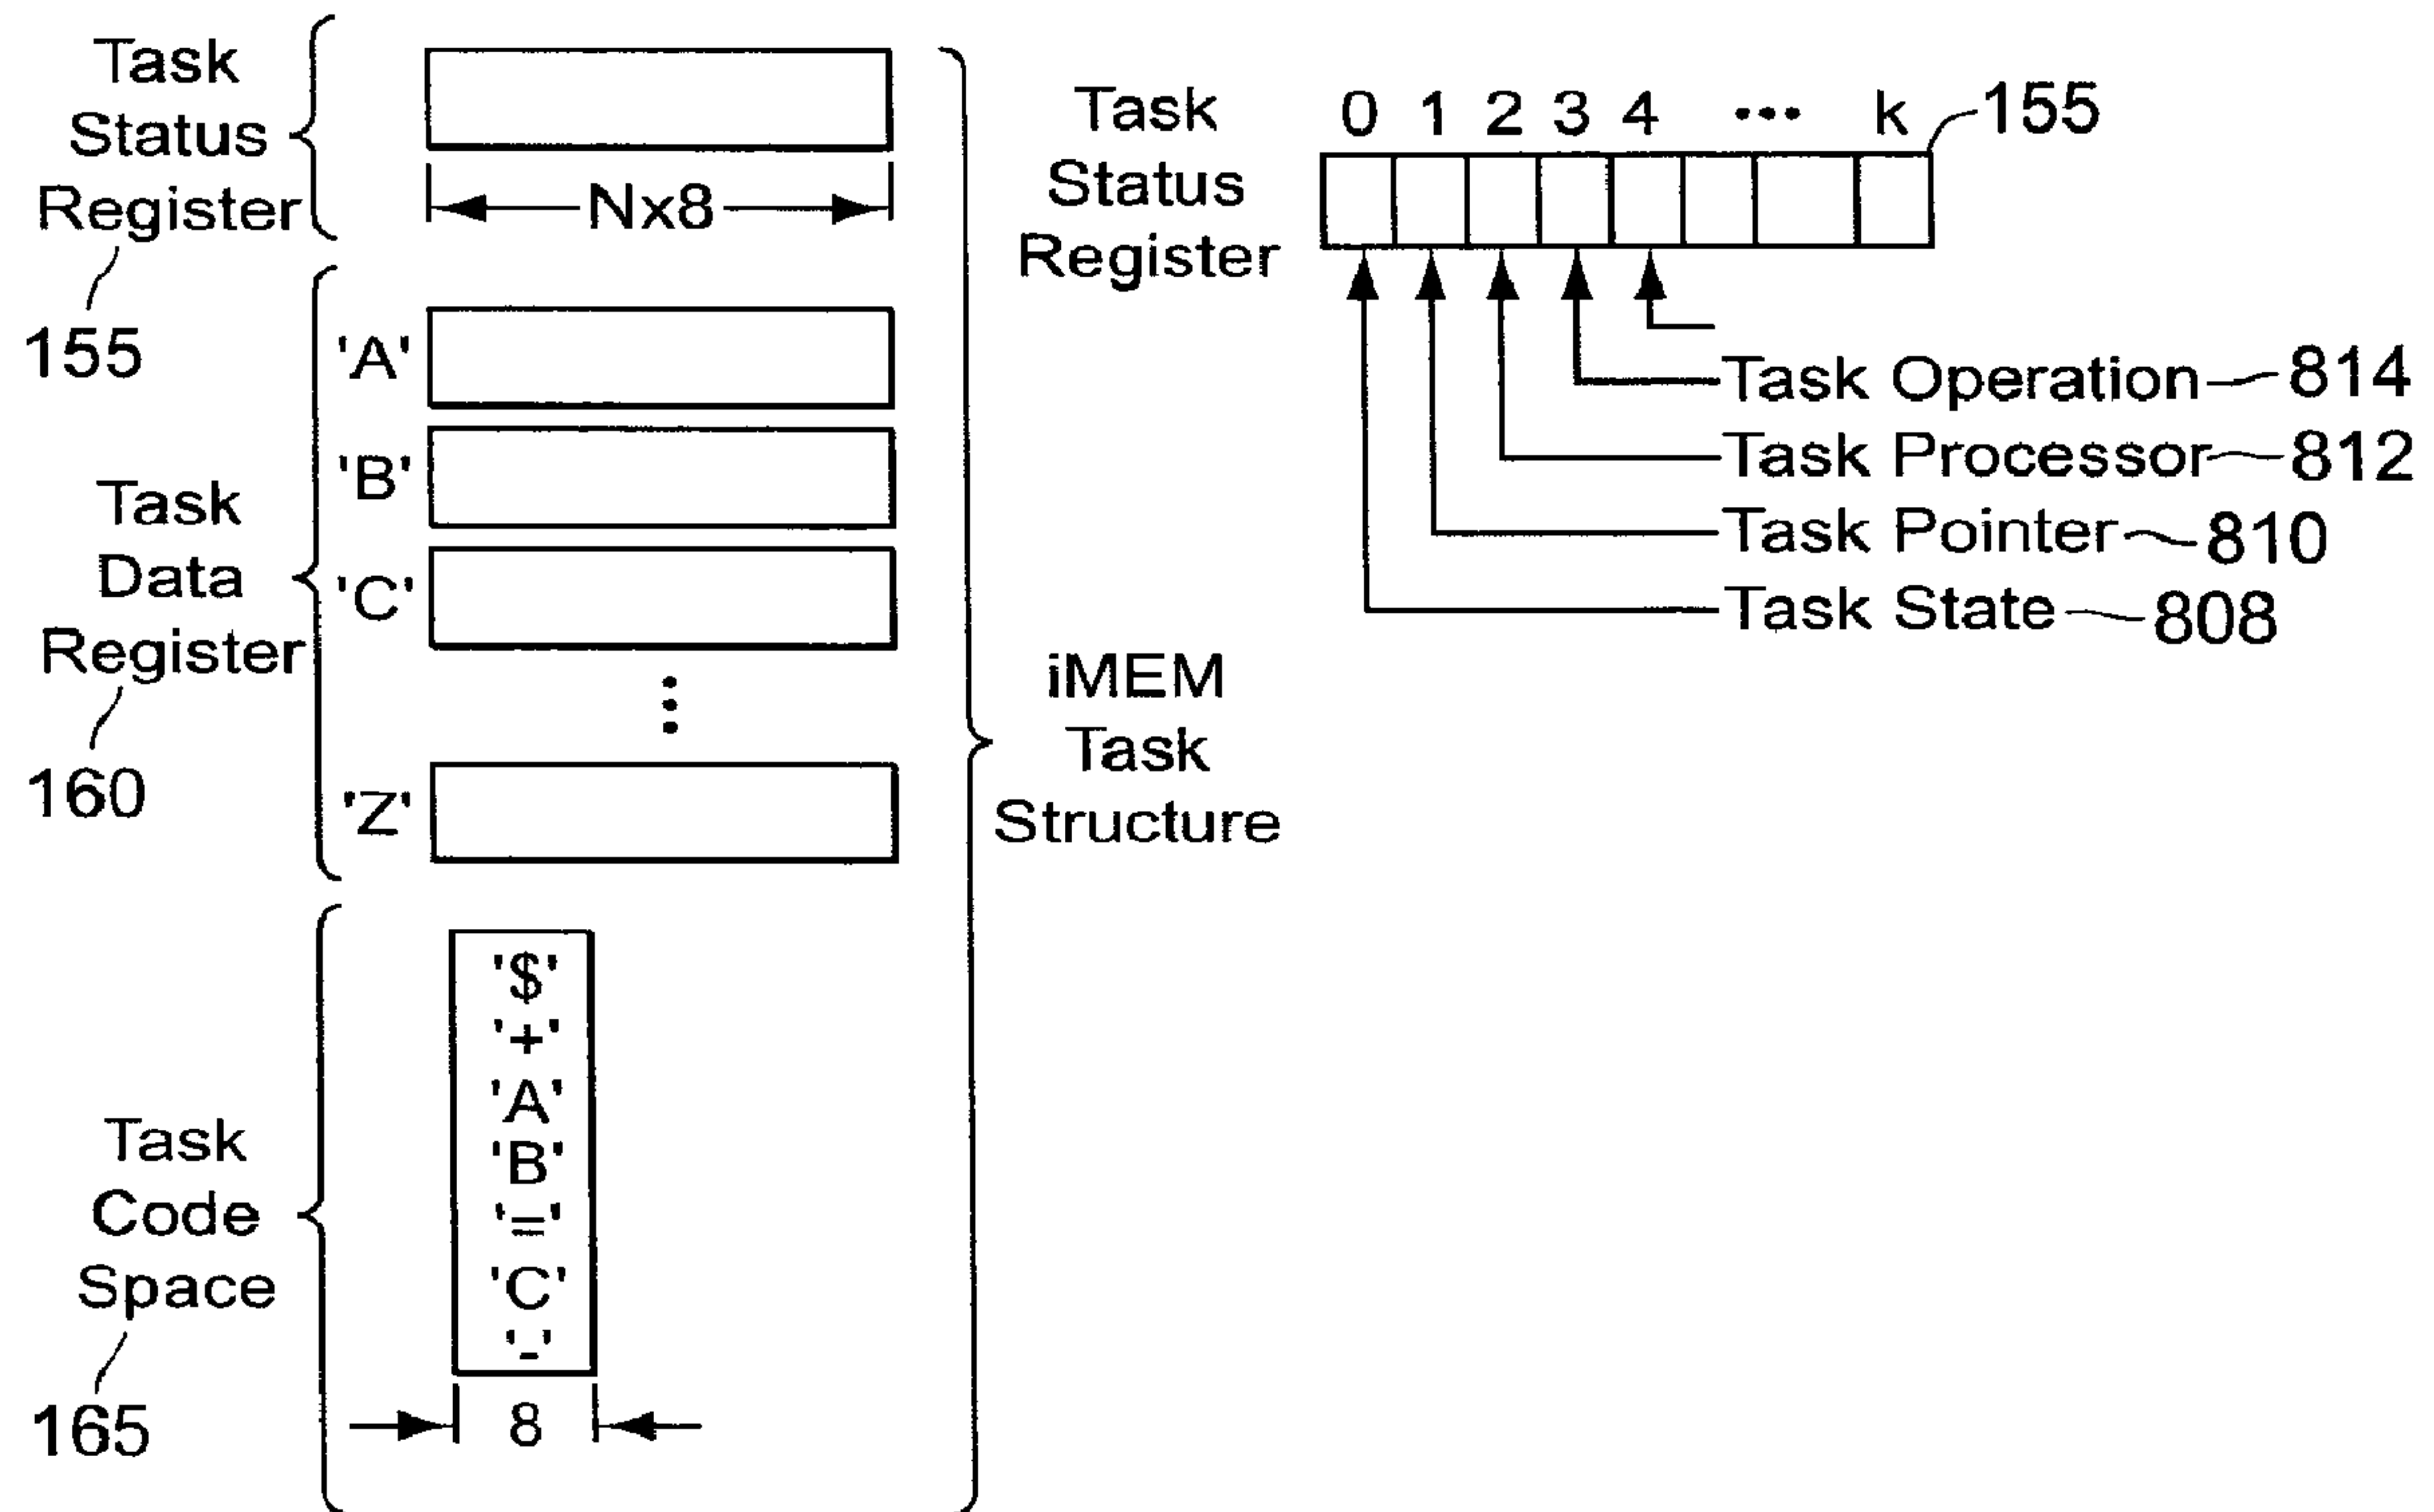 Task
Status
Register
155
Nx8
Task
Data
Register
160
'A'
'B'
'C'
'Z'
Task
Code
Space
165
'$'
'+'
'A'
'B'
'='
'C'
'-'
8
iMEM
Task
Structure
Task
Status
Register
0 1 2 3 4 ... k
155
Task Operation 814
Task Processor 812
Task Pointer 810
Task State 808